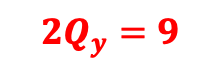 2Q_y = 9